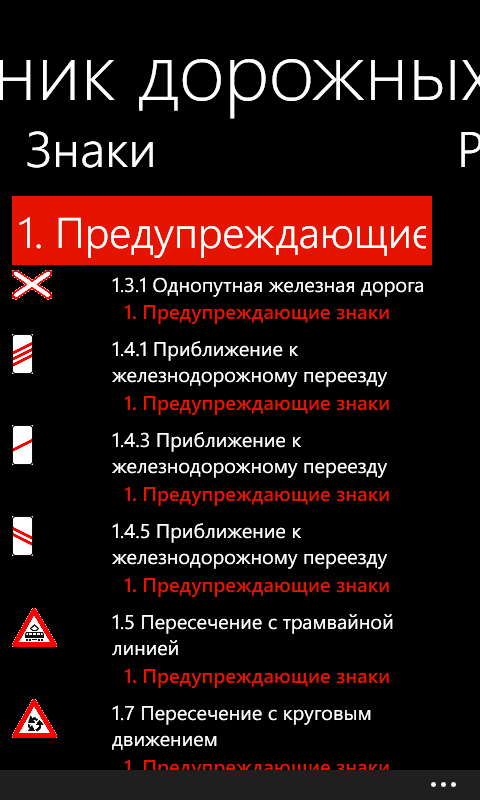 ник дорожных
Знаки
Р
1. Предупреждающие
1.3.1 Однопутная железная дорога
1. Предупреждающие знаки
1.4.1 Приближение к
железнодорожному переезду
1. Предупреждающие знаки
1.4.3 Приближение к
железнодорожному переезду
1. Предупреждающие знаки
1.4.5 Приближение к
железнодорожному переезду
1. Предупреждающие знаки
1.5 Пересечение с трамвайной
линией
1. Предупреждающие знаки
1.7 Пересечение с круговым
движением
1. Предупреждающие знаки